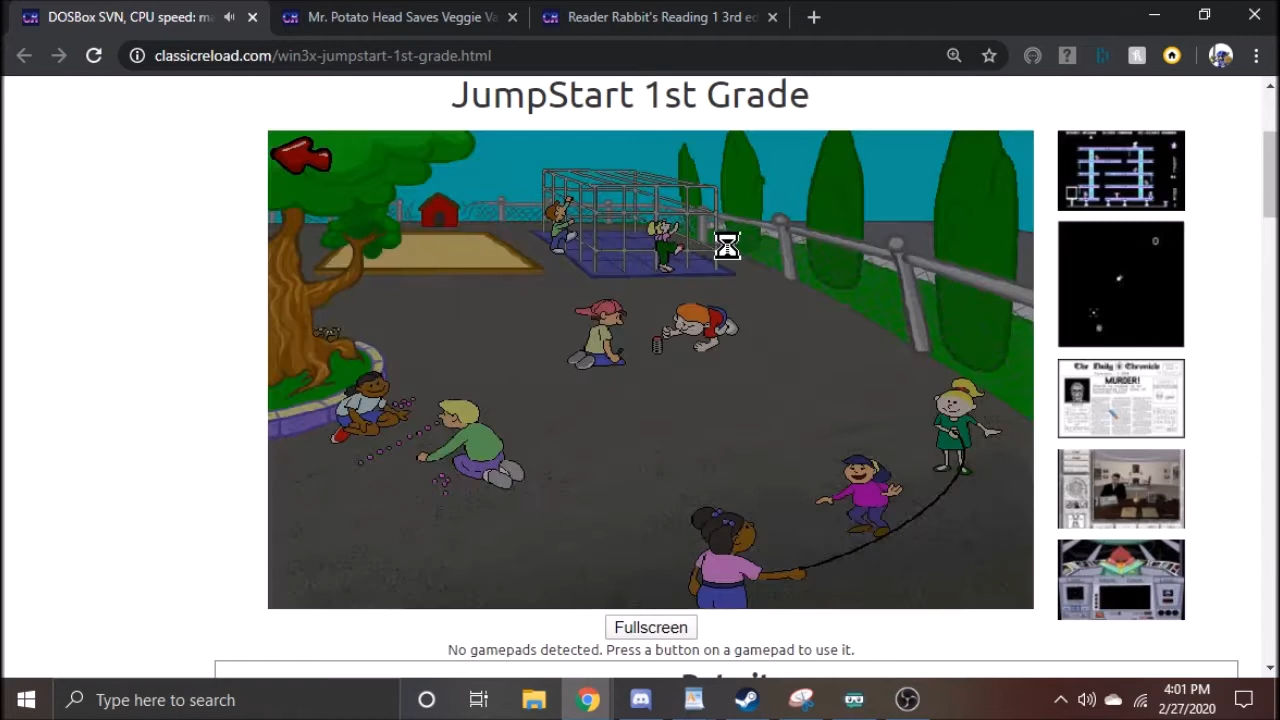 DOSBox SVN, CPU speed: ma
Mr. Potato Head Saves Veggie Va
Reader Rabbit's Reading 1 3rd ed
classicreload.com/win3x-jumpstart-1st-grade.html
JumpStart 1st Grade
The Daily Chronicle
MURDER!
Fullscreen
No gamepads detected. Press a button on a gamepad to use it.
Type here to search
4:01 PM
2/27/2020